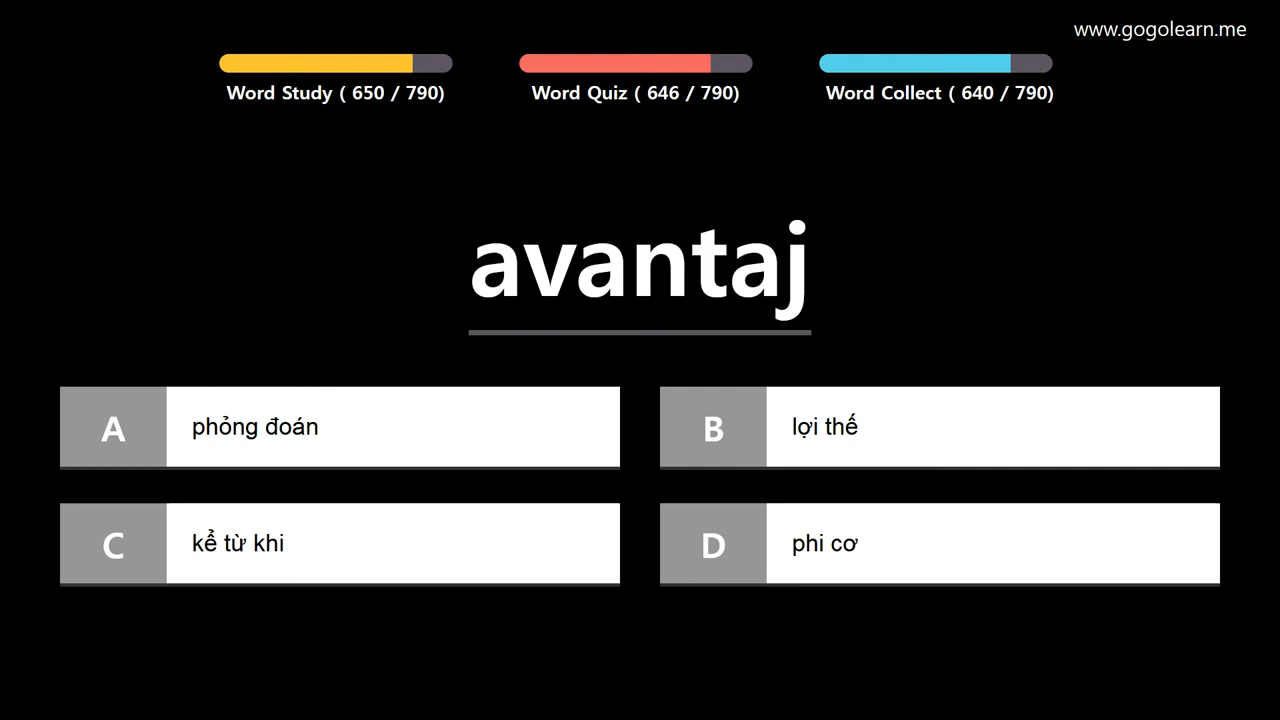 www.gogolearn.me
Word Study ( 650 / 790)
Word Quiz ( 646 / 790)
Word Collect ( 640 / 790)
avantaj
A phỏng đoán
B lợi thế
C kể từ khi
D phi cơ